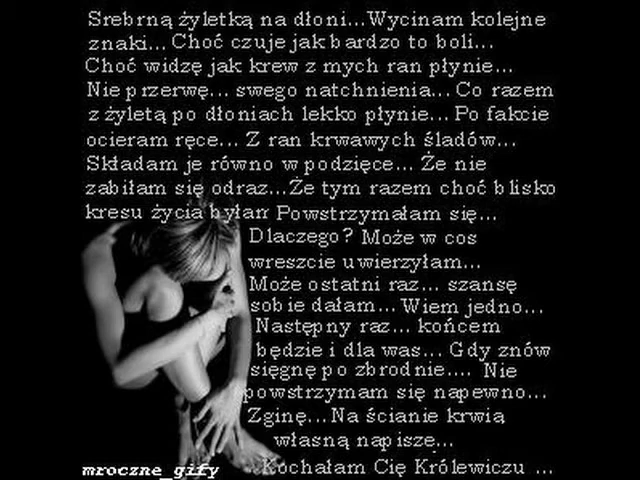 Srebrną żyletką na dłoni...Wycinam kolejne
znaki... Choć czuje jak bardzo to boli...
Choć widzę jak krew z mych ran płynie...
Nie przerwę... swego natchnienia... Co razem
z żyletą po dłoniach lekko płynie... Po fakcie
ocieram ręce... Z ran krwawych śladów...
Składam je równo w podzięce... Że nie
zabiłam się odraz...Że tym razem choć blisko
kresu życia byłam Powstrzymałam się...
Dlaczego? Może w cos
wreszcie uwierzyłam...
Może ostatni raz... szansę
sobie dałam... Wiem jedno...
Następny raz... końcem
będzie i dla was... Gdy znów
sięgnę po zbrodnie.... Nie
powstrzymam się napewno...
Zginę... Na ścianie krwią
własną napisze...
Kochałam Cię Królewiczu ...
mroczne_gify